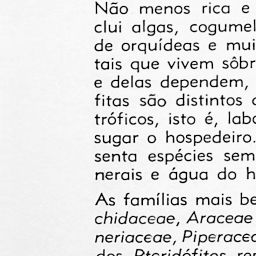 Não menos rica e
clui algas, cogumel
de orquídeas e mui
tais que vivem sôbr
e delas dependem,
fitas são distintos
tróficos, isto é, lab
sugar o hospedeiro.
senta espécies sem
nerais e água do h
As famílias mais be
chidaceae, Araceae
neriaceae, Piperacea
dos Pteridófitos re